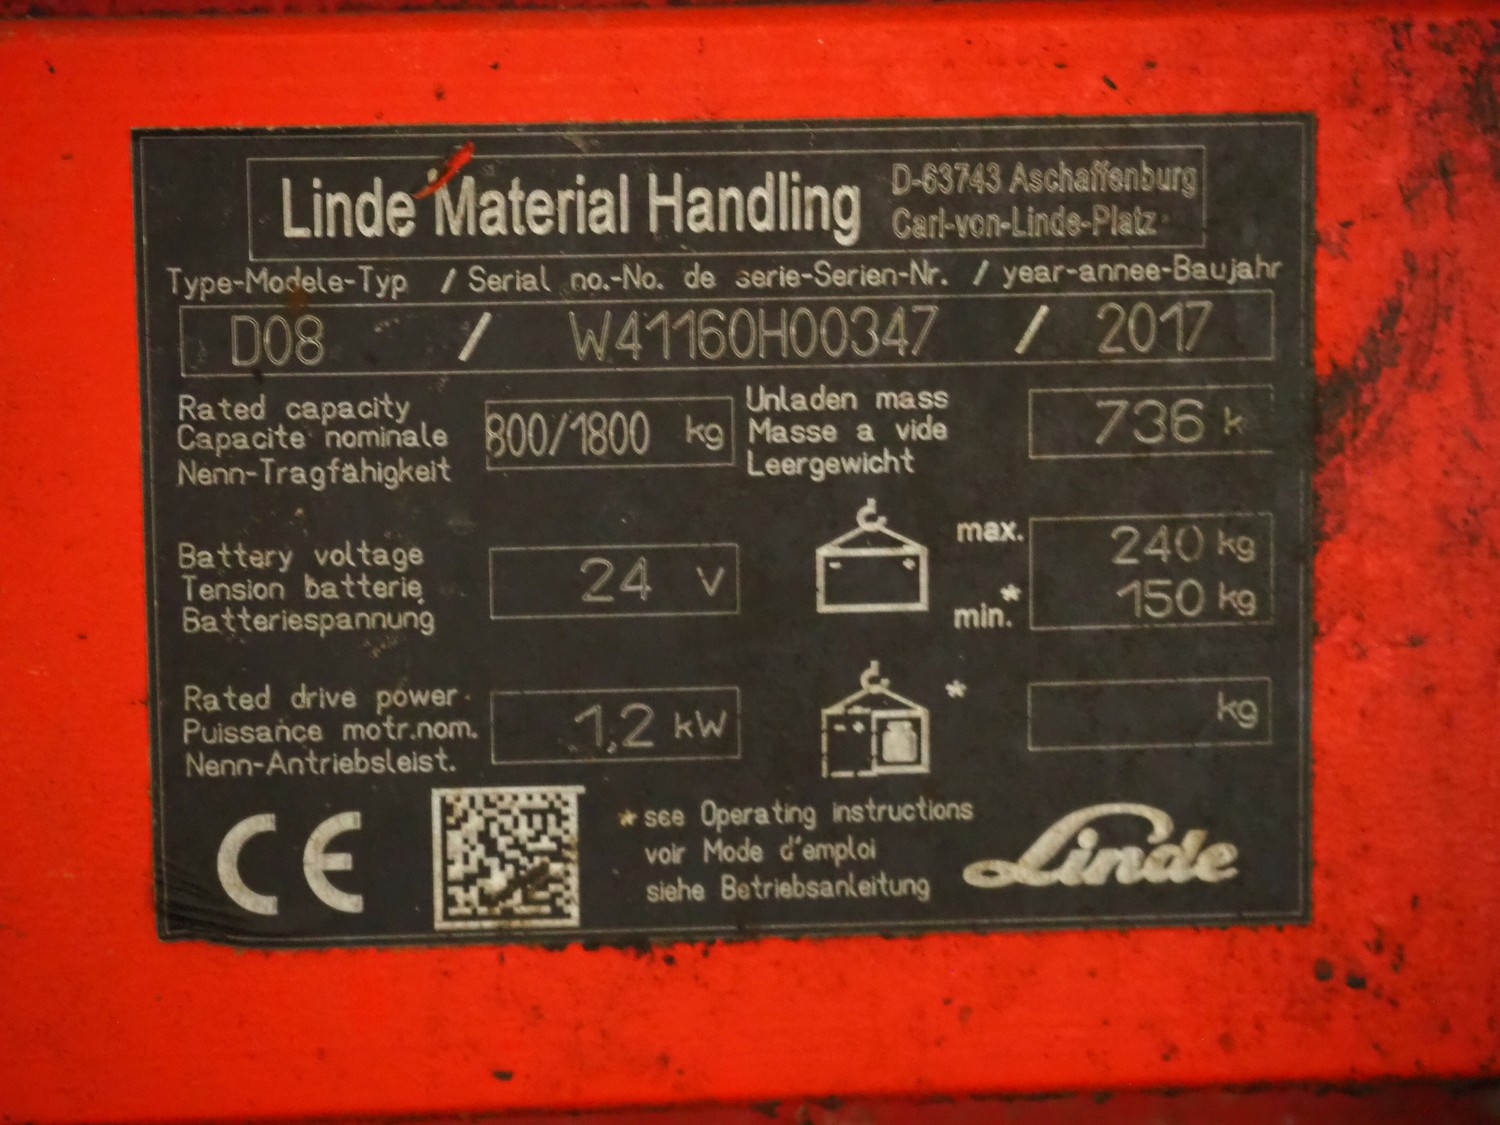 Linde Material Handling
D-63743 Aschaffenburg
Carl-von-Linde-Platz
Type-Modele-Typ / Serial no.-No. de serie-Serien-Nr. / year-annee-Baujahr
D08 / W41160H00347 / 2017
Rated capacity
Capacite nominale
Nenn-Tragfähigkeit
800/1800 kg
Unladen mass
Masse a vide
Leergewicht
736 k
Battery voltage
Tension batterie
Batteriespannung
24 V
- +
max. 240 kg
min.* 150 kg
Rated drive power
Puissance motr.nom.
Nenn-Antriebsleist.
1,2 kW
- +
* kg
CE
* see Operating instructions
voir Mode d'emploi
siehe Betriebsanleitung
Linde